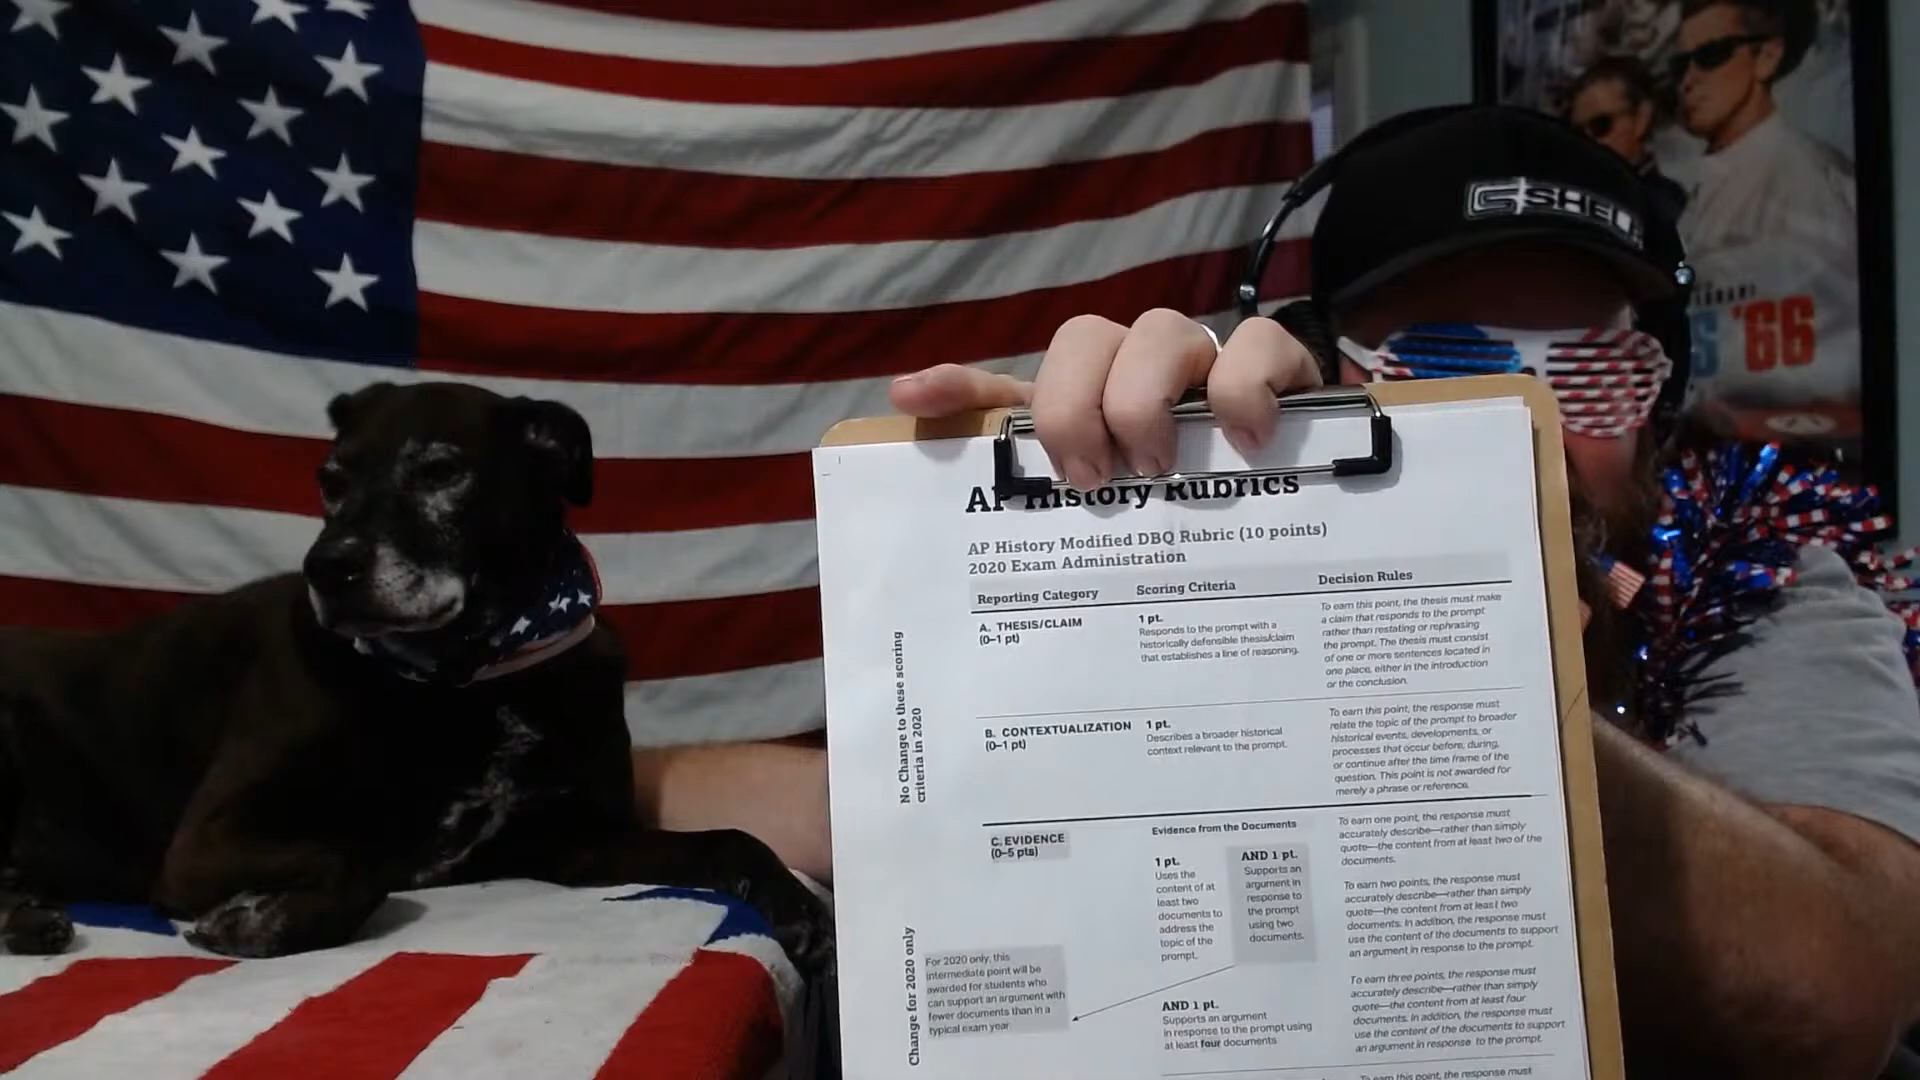 SHEL
S '66
AP History Rubrics
AP History Modified DBQ Rubric (10 points)
2020 Exam Administration
Reporting Category
Scoring Criteria
Decision Rules
No Change to these scoring
criteria in 2020
A. THESIS/CLAIM
(0–1 pt)
1 pt.
Responds to the prompt with a
historically defensible thesis/claim
that establishes a line of reasoning.
To earn this point, the thesis must make
a claim that responds to the prompt
rather than restating or rephrasing
the prompt. The thesis must consist
of one or more sentences located in
one place, either in the introduction
or the conclusion.
B. CONTEXTUALIZATION
(0–1 pt)
1 pt.
Describes a broader historical
context relevant to the prompt.
To earn this point, the response must
relate the topic of the prompt to broader
historical events, developments, or
processes that occur before, during,
or continue after the time frame of the
question. This point is not awarded for
merely a phrase or reference.
Change for 2020 only
C. EVIDENCE
(0–5 pts)
For 2020 only, this
intermediate point will be
awarded for students who
can support an argument with
fewer documents than in a
typical exam year
Evidence from the Documents
1 pt.
Uses the
content of at
least two
documents to
address the
topic of the
prompt.
AND 1 pt.
Supports an
argument in
response to
the prompt
using two
documents.
AND 1 pt.
Supports an argument
in response to the prompt using
at least four documents
To earn one point, the response must
accurately describe—rather than simply
quote—the content from at least two of the
documents.
To earn two points, the response must
accurately describe—rather than simply
quote—the content from at least two
documents. In addition, the response must
use the content of the documents to support
an argument in response to the prompt.
To earn three points, the response must
accurately describe—rather than simply
quote—the content from at least four
documents. In addition, the response must
use the content of the documents to support
an argument in response to the prompt.
To earn this point, the response must